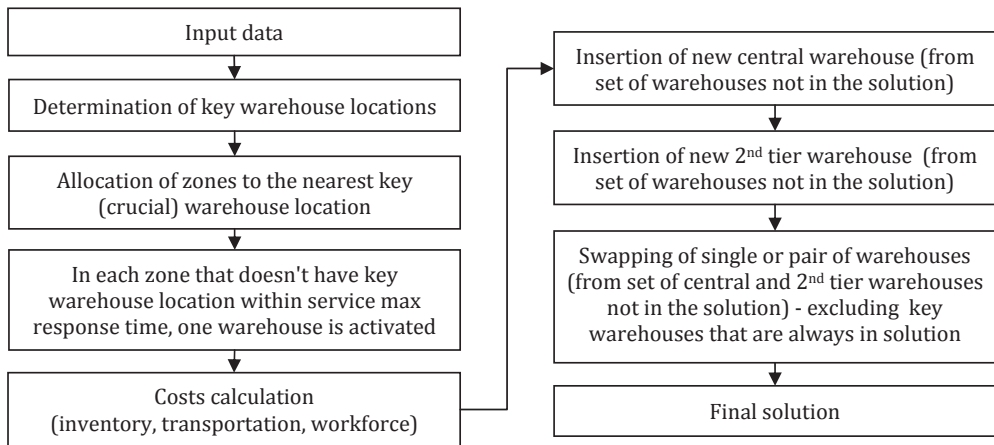 Input data
Determination of key warehouse locations
Allocation of zones to the nearest key
(crucial) warehouse location
In each zone that doesn't have key
warehouse location within service max
response time, one warehouse is activated
Costs calculation
(inventory, transportation, workforce)
Insertion of new central warehouse (from
set of warehouses not in the solution)
Insertion of new 2nd tier warehouse (from
set of warehouses not in the solution)
Swapping of single or pair of warehouses
(from set of central and 2nd tier warehouses
not in the solution) - excluding key
warehouses that are always in solution
Final solution